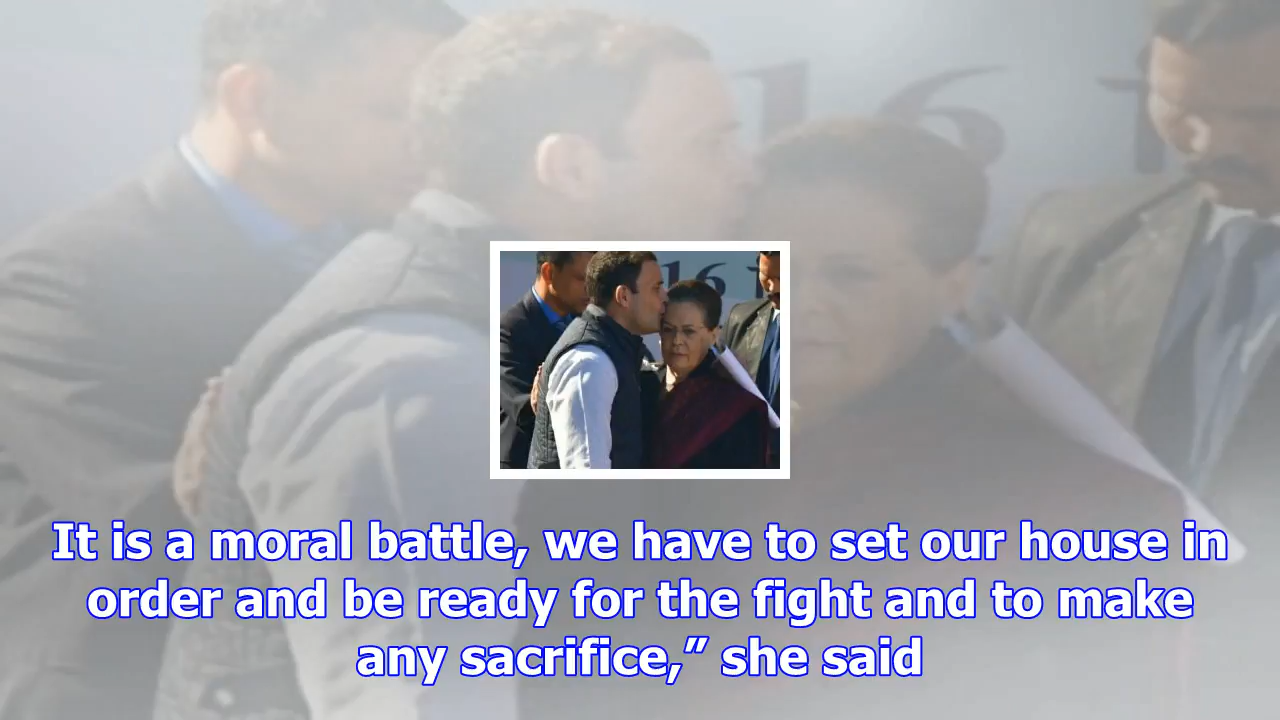 16
It is a moral battle, we have to set our house in
order and be ready for the fight and to make
any sacrifice,” she said